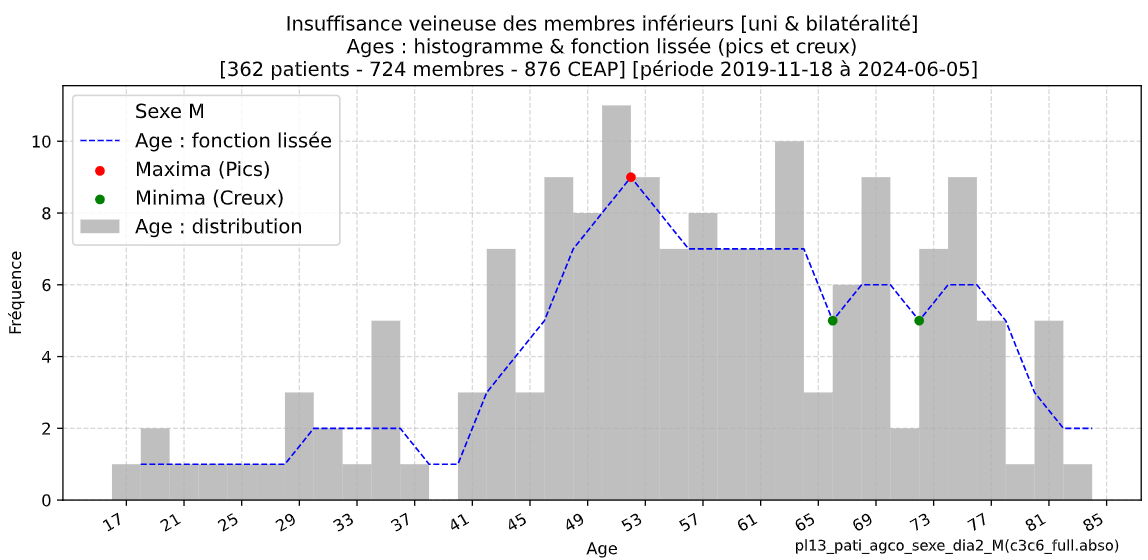 Insuffisance veineuse des membres inférieurs [uni & bilatéralité]
Ages : histogramme & fonction lissée (pics et creux)
[362 patients - 724 membres - 876 CEAP] [période 2019-11-18 à 2024-06-05]
Sexe M
Age : fonction lissée
Maxima (Pics)
Minima (Creux)
Age : distribution
Fréquence
10
8
6
4
2
0
17 21 25 29 33 37 41 45 49 53 57 61 65 69 73 77 81 85
Age
pl13_pati_agco_sexe_dia2_M(c3c6_full.abso)